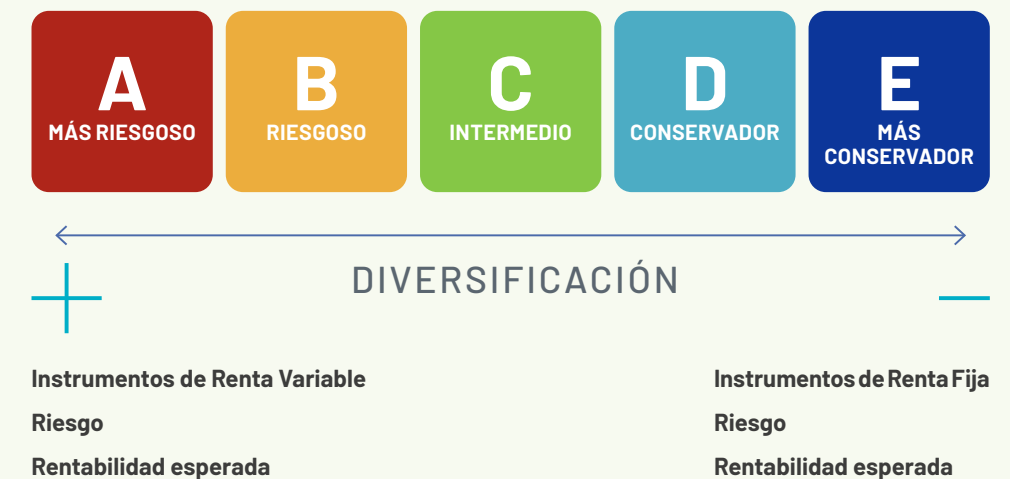 A
MÁS RIESGOSO
B
RIESGOSO
C
INTERMEDIO
D
CONSERVADOR
E
MÁS
CONSERVADOR
DIVERSIFICACIÓN
+
−
Instrumentos de Renta Variable
Riesgo
Rentabilidad esperada
Instrumentos de Renta Fija
Riesgo
Rentabilidad esperada